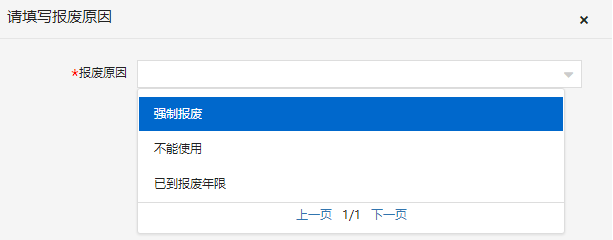 请填写报废原因 ×
*报废原因
强制报废
不能使用
已到报废年限
上一页 1/1 下一页